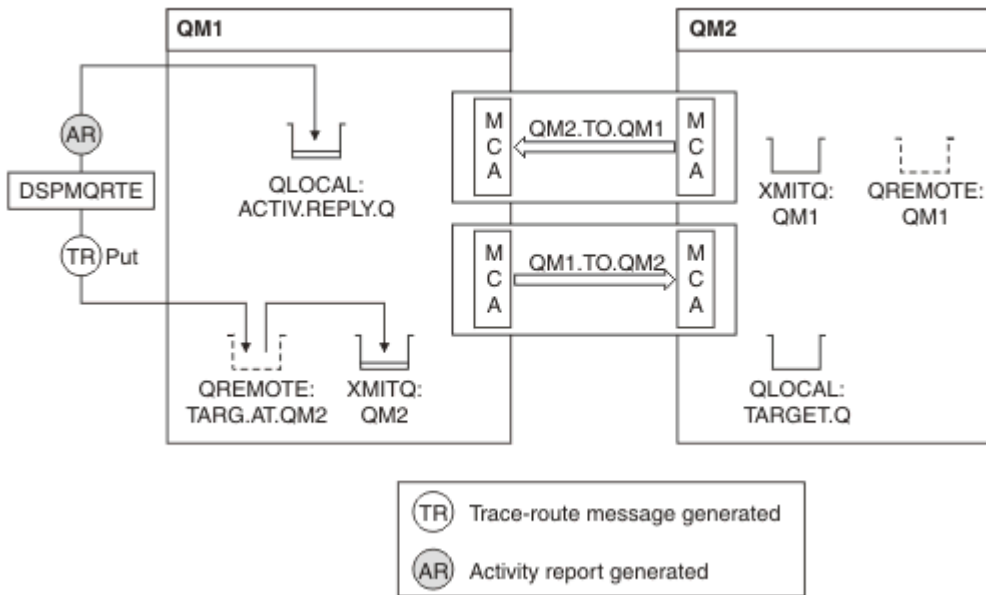 QM1
QM2
AR
DSPMQRTE
TR Put
QLOCAL:
ACTIV.REPLY.Q
QREMOTE:
TARG.AT.QM2
XMITQ:
QM2
M
C
A
QM2.TO.QM1
M
C
A
M
C
A
QM1.TO.QM2
M
C
A
XMITQ:
QM1
QREMOTE:
QM1
QLOCAL:
TARGET.Q
TR Trace-route message generated
AR Activity report generated